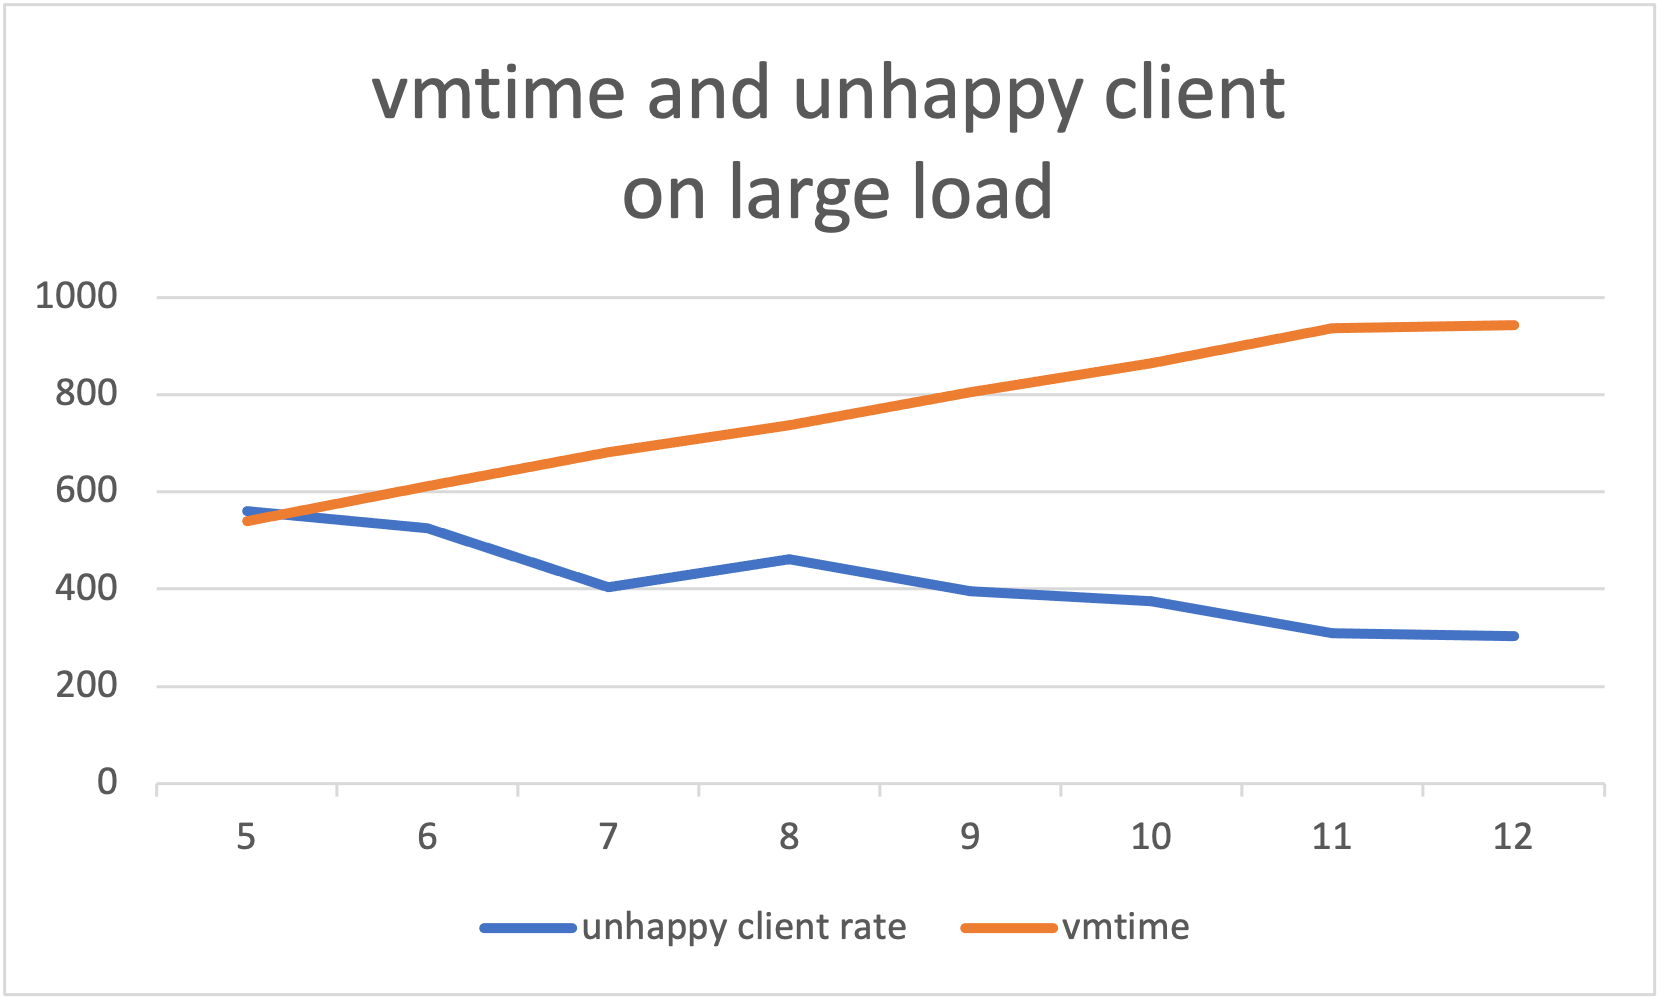 vmtime and unhappy client
on large load
1000
800
600
400
200
0
5 6 7 8 9 10 11 12
unhappy client rate vmtime